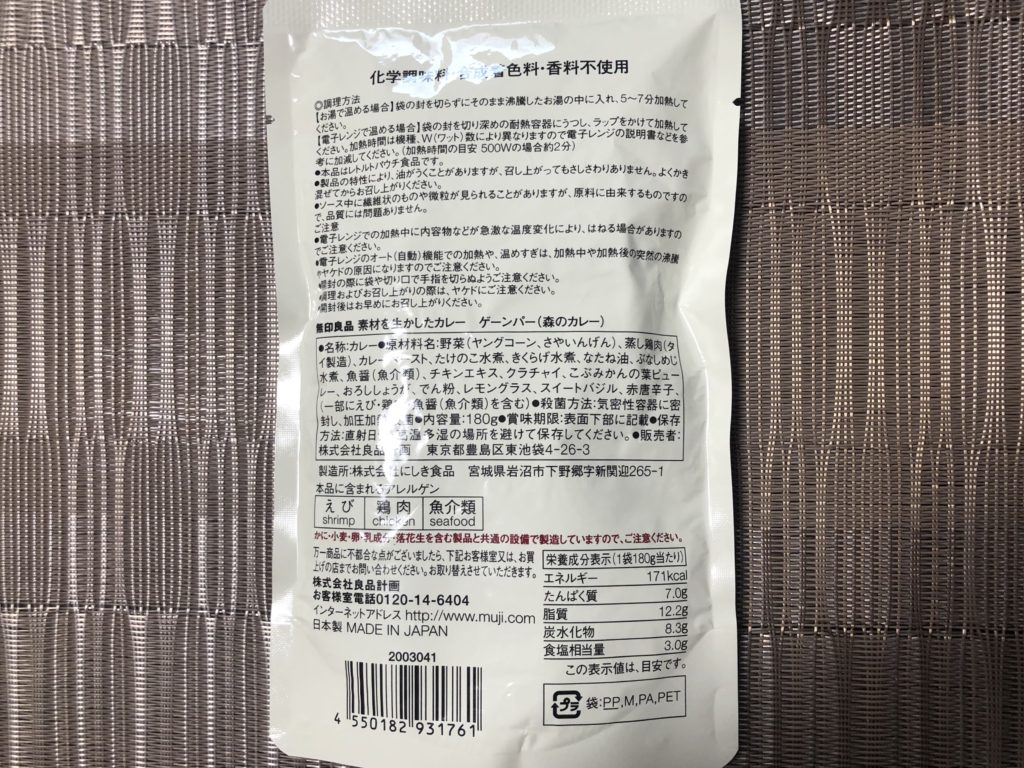 化学調味料・合成着色料・香料不使用
◎調理方法
【お湯で温める場合】袋の封を切らずにそのまま沸騰したお湯の中に入れ、5〜7分加熱して
ください。
【電子レンジで温める場合】袋の封を切り深めの耐熱容器にうつし、ラップをかけて加熱して
ください。加熱時間は機種、W(ワット)数により異なりますので電子レンジの説明書などを参
考に加減してください。(加熱時間の目安 500Wの場合約2分)
●本品はレトルトパウチ食品です。
●製品の特性により、油がうくことがありますが、召し上がってもさしさわりありません。よくかき
混ぜてからお召し上がりください。
●ソース中に繊維状のものや微粒が見られることがありますが、原料に由来するものですの
で、品質には問題ありません。
ご注意
●電子レンジでの加熱中に内容物などが急激な温度変化により、はねる場合がありますの
でご注意ください。
●電子レンジのオート(自動)機能での加熱や、温めすぎは、加熱中や加熱後の突然の沸騰
やヤケドの原因になりますのでご注意ください。
開封の際に袋や切り口で手指を切らぬようご注意ください。
調理およびお召し上がりの際は、ヤケドにご注意ください。
開封後はお早めにお召し上がりください。
無印良品 素材を生かしたカレー ゲーンパー(森のカレー)
●名称:カレー●原材料名:野菜(ヤングコーン、さやいんげん)、蒸し鶏肉(タ
イ製造)、カレーペースト、たけのこ水煮、きくらげ水煮、なたね油、ぶなしめじ
水煮、魚醤(魚介類)、チキンエキス、クラチャイ、こぶみかんの葉ピュー
レー、おろししょうが、でん粉、レモングラス、スイートバジル、赤唐辛子、
(一部にえび・鶏肉・魚醤(魚介類)を含む)●殺菌方法:気密性容器に密
封し、加圧加熱殺菌●内容量:180g●賞味期限:表面下部に記載●保存
方法:直射日光、高温多湿の場所を避けて保存してください。●販売者:
株式会社良品計画 東京都豊島区東池袋4-26-3
製造所:株式会社にしき食品 宮城県岩沼市下野郷字新関迎265-1
本品に含まれるアレルゲン
えび 鶏肉 魚介類
shrimp chicken seafood
かに・小麦・卵・乳成分・落花生を含む製品と共通の設備で製造していますので、ご注意ください。
万一商品に不都合な点がございましたら、下記お客様室又は、お買
上げの店までお問い合わせください。お取り替えさせていただきます。
株式会社良品計画
お客様室電話0120-14-6404
インターネットアドレス http://www.muji.com
日本製 MADE IN JAPAN
栄養成分表示(1袋180g当たり)
エネルギー 171kcal
たんぱく質 7.0g
脂質 12.2g
炭水化物 8.3g
食塩相当量 3.0g
この表示値は、目安です。
2003041
4 550182 931761
プラ 袋:PP,M,PA,PET